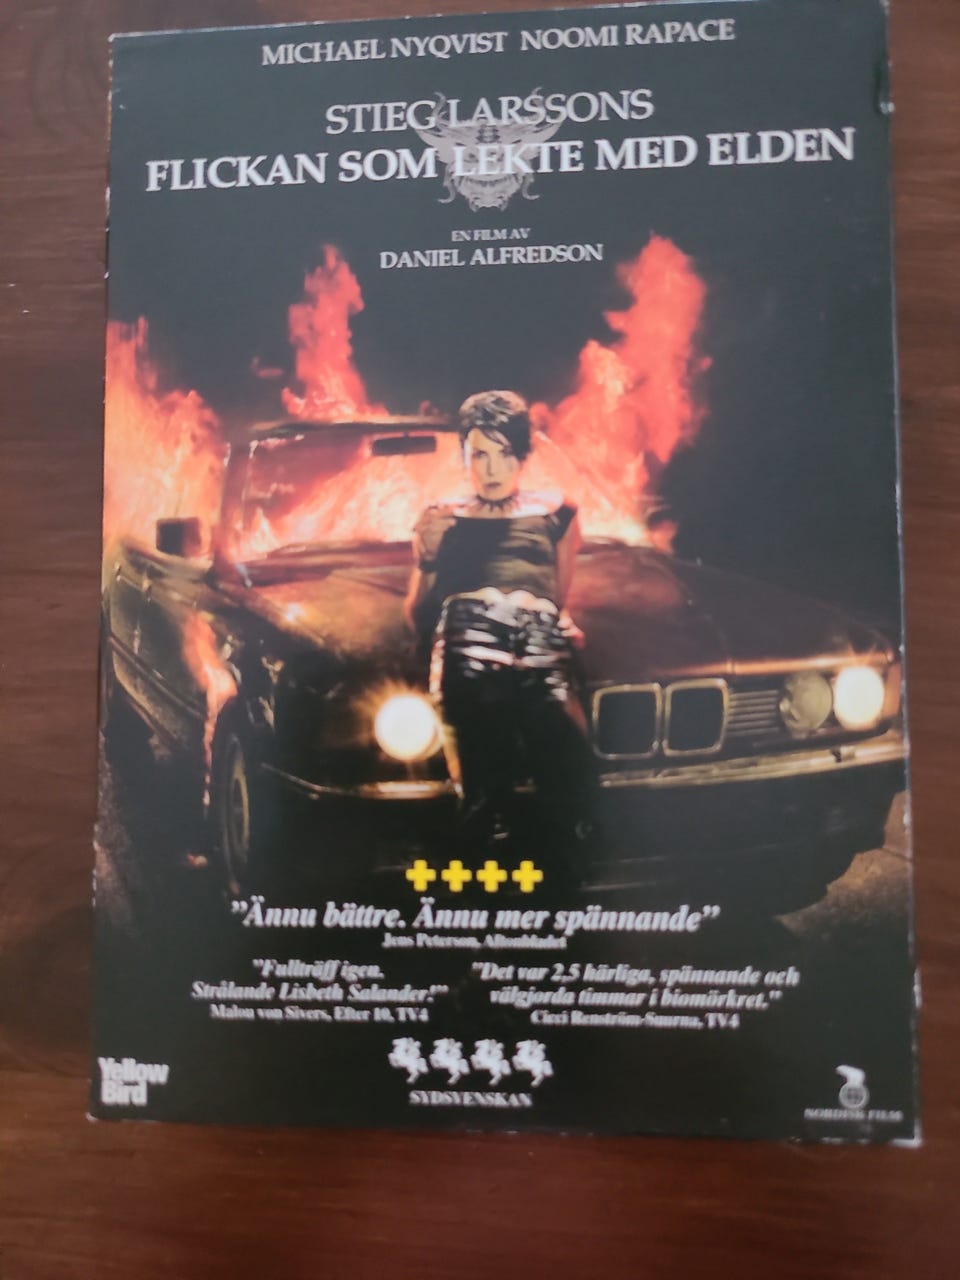 MICHAEL NYQVIST NOOMI RAPACE
STIEG LARSSONS
FLICKAN SOM LEKTE MED ELDEN
EN FILM AV
DANIEL ALFREDSON
"Ännu bättre. Ännu mer spännande"
Jens Peterson, Aftonbladet
"Fullträff igen.
Strålande Lisbeth Salander!"
Malou von Sivers, Efter 10, TV4
"Det var 2,5 härliga, spännande och
välgjorda timmar i biomörkret."
Cicci Renström-Suurna, TV4
SYDSVENSKAN
Yellow
Bird
NORDISK FILM